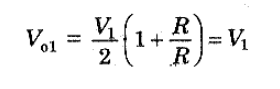 V_{o1} = \frac{V_1}{2} \left( 1 + \frac{R}{R} \right) = V_1